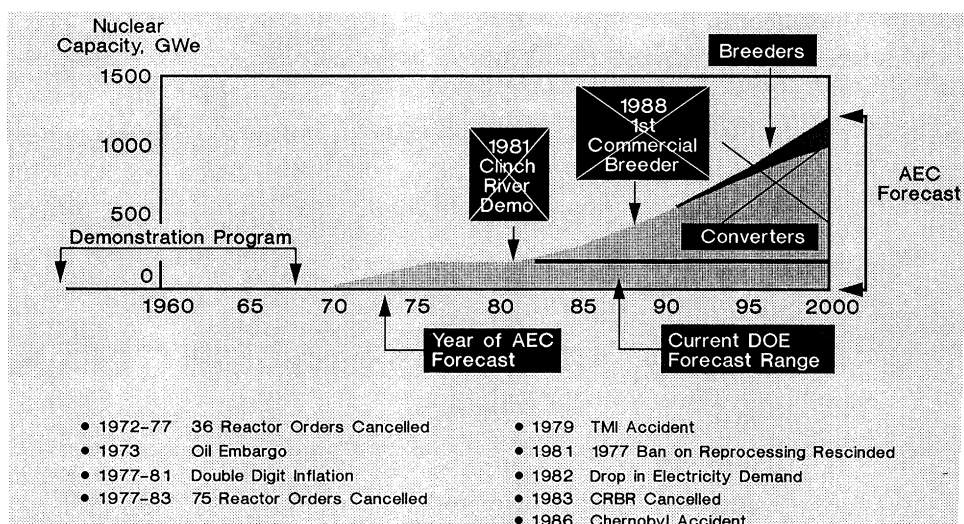 Nuclear
Capacity, GWe
1500
1000
500
0
Demonstration Program
1981
Clinch
River
Demo
1988
1st
Commercial
Breeder
Breeders
Converters
AEC
Forecast
1960 65 70 75 80 85 90 95 2000
Year of AEC
Forecast
Current DOE
Forecast Range
• 1972-77 36 Reactor Orders Cancelled
• 1973 Oil Embargo
• 1977-81 Double Digit Inflation
• 1977-83 75 Reactor Orders Cancelled
• 1979 TMI Accident
• 1981 1977 Ban on Reprocessing Rescinded
• 1982 Drop in Electricity Demand
• 1983 CRBR Cancelled
• 1986 Chernobyl Accident